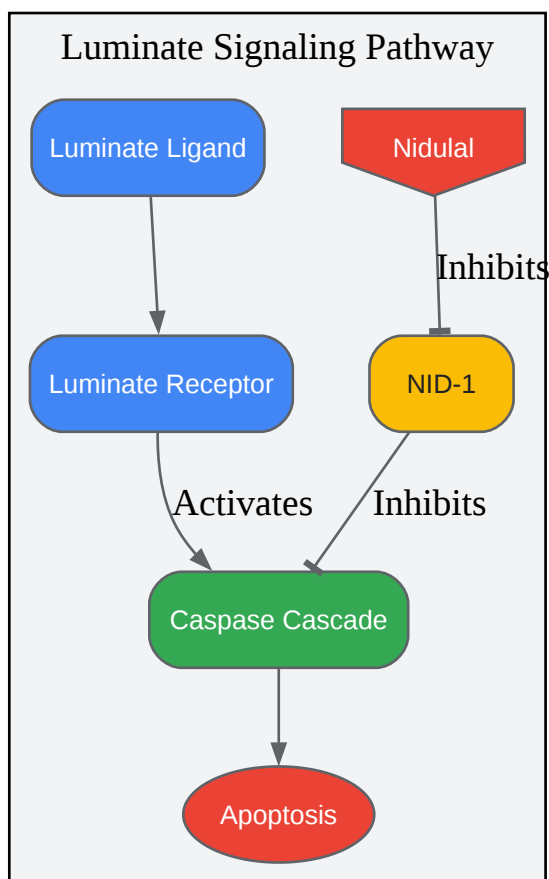 Luminate Signaling Pathway
Luminate Ligand
Nidulal
Inhibits
Luminate Receptor
NID-1
Activates
Inhibits
Caspase Cascade
Apoptosis